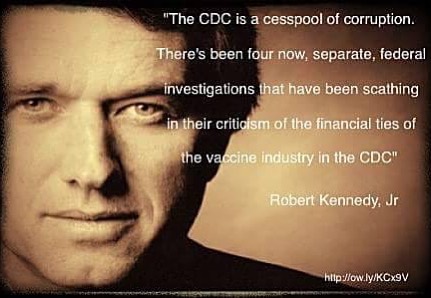 "The CDC is a cesspool of corruption.
There's been four now, separate, federal
investigations that have been scathing
in their criticism of the financial ties of
the vaccine industry in the CDC"
Robert Kennedy, Jr
http://ow.ly/KCx9V